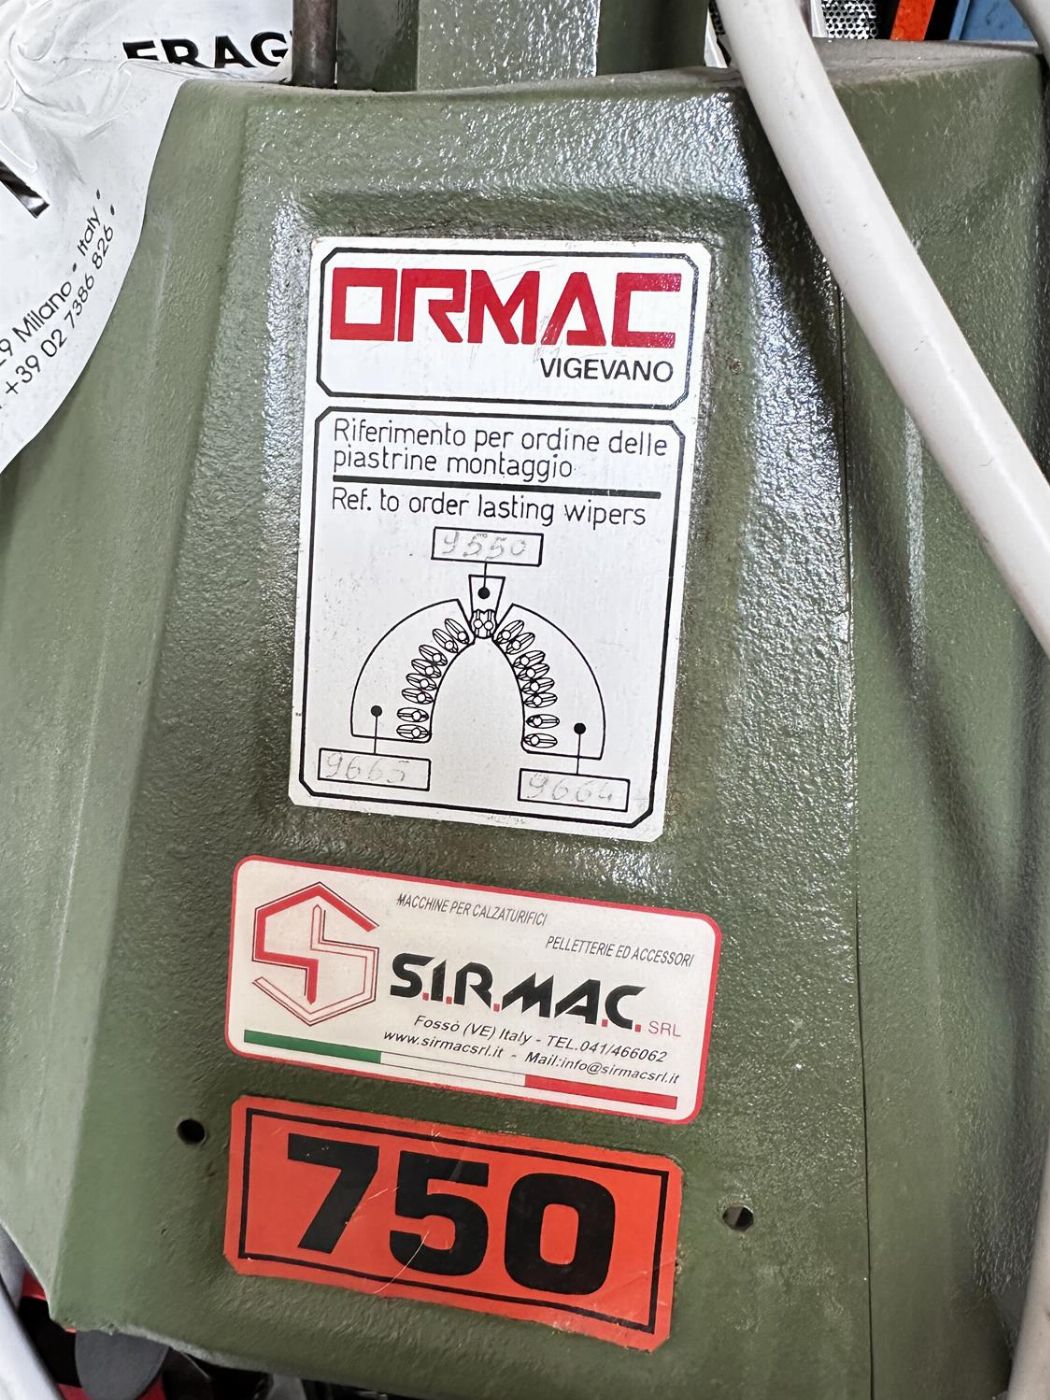 FRAG
Milano • Italy •
+39 02 7386 826 •
ORMAC
VIGEVANO
Riferimento per ordine delle
piastrine montaggio
Ref. to order lasting wipers
9550
9665
9664
MACCHINE PER CALZATURIFICI
PELLETTERIE ED ACCESSORI
S.I.R.MA.C. SRL
Fossò (VE) Italy - TEL.041/466062
www.sirmacsrl.it - Mail:info@sirmacsrl.it
750